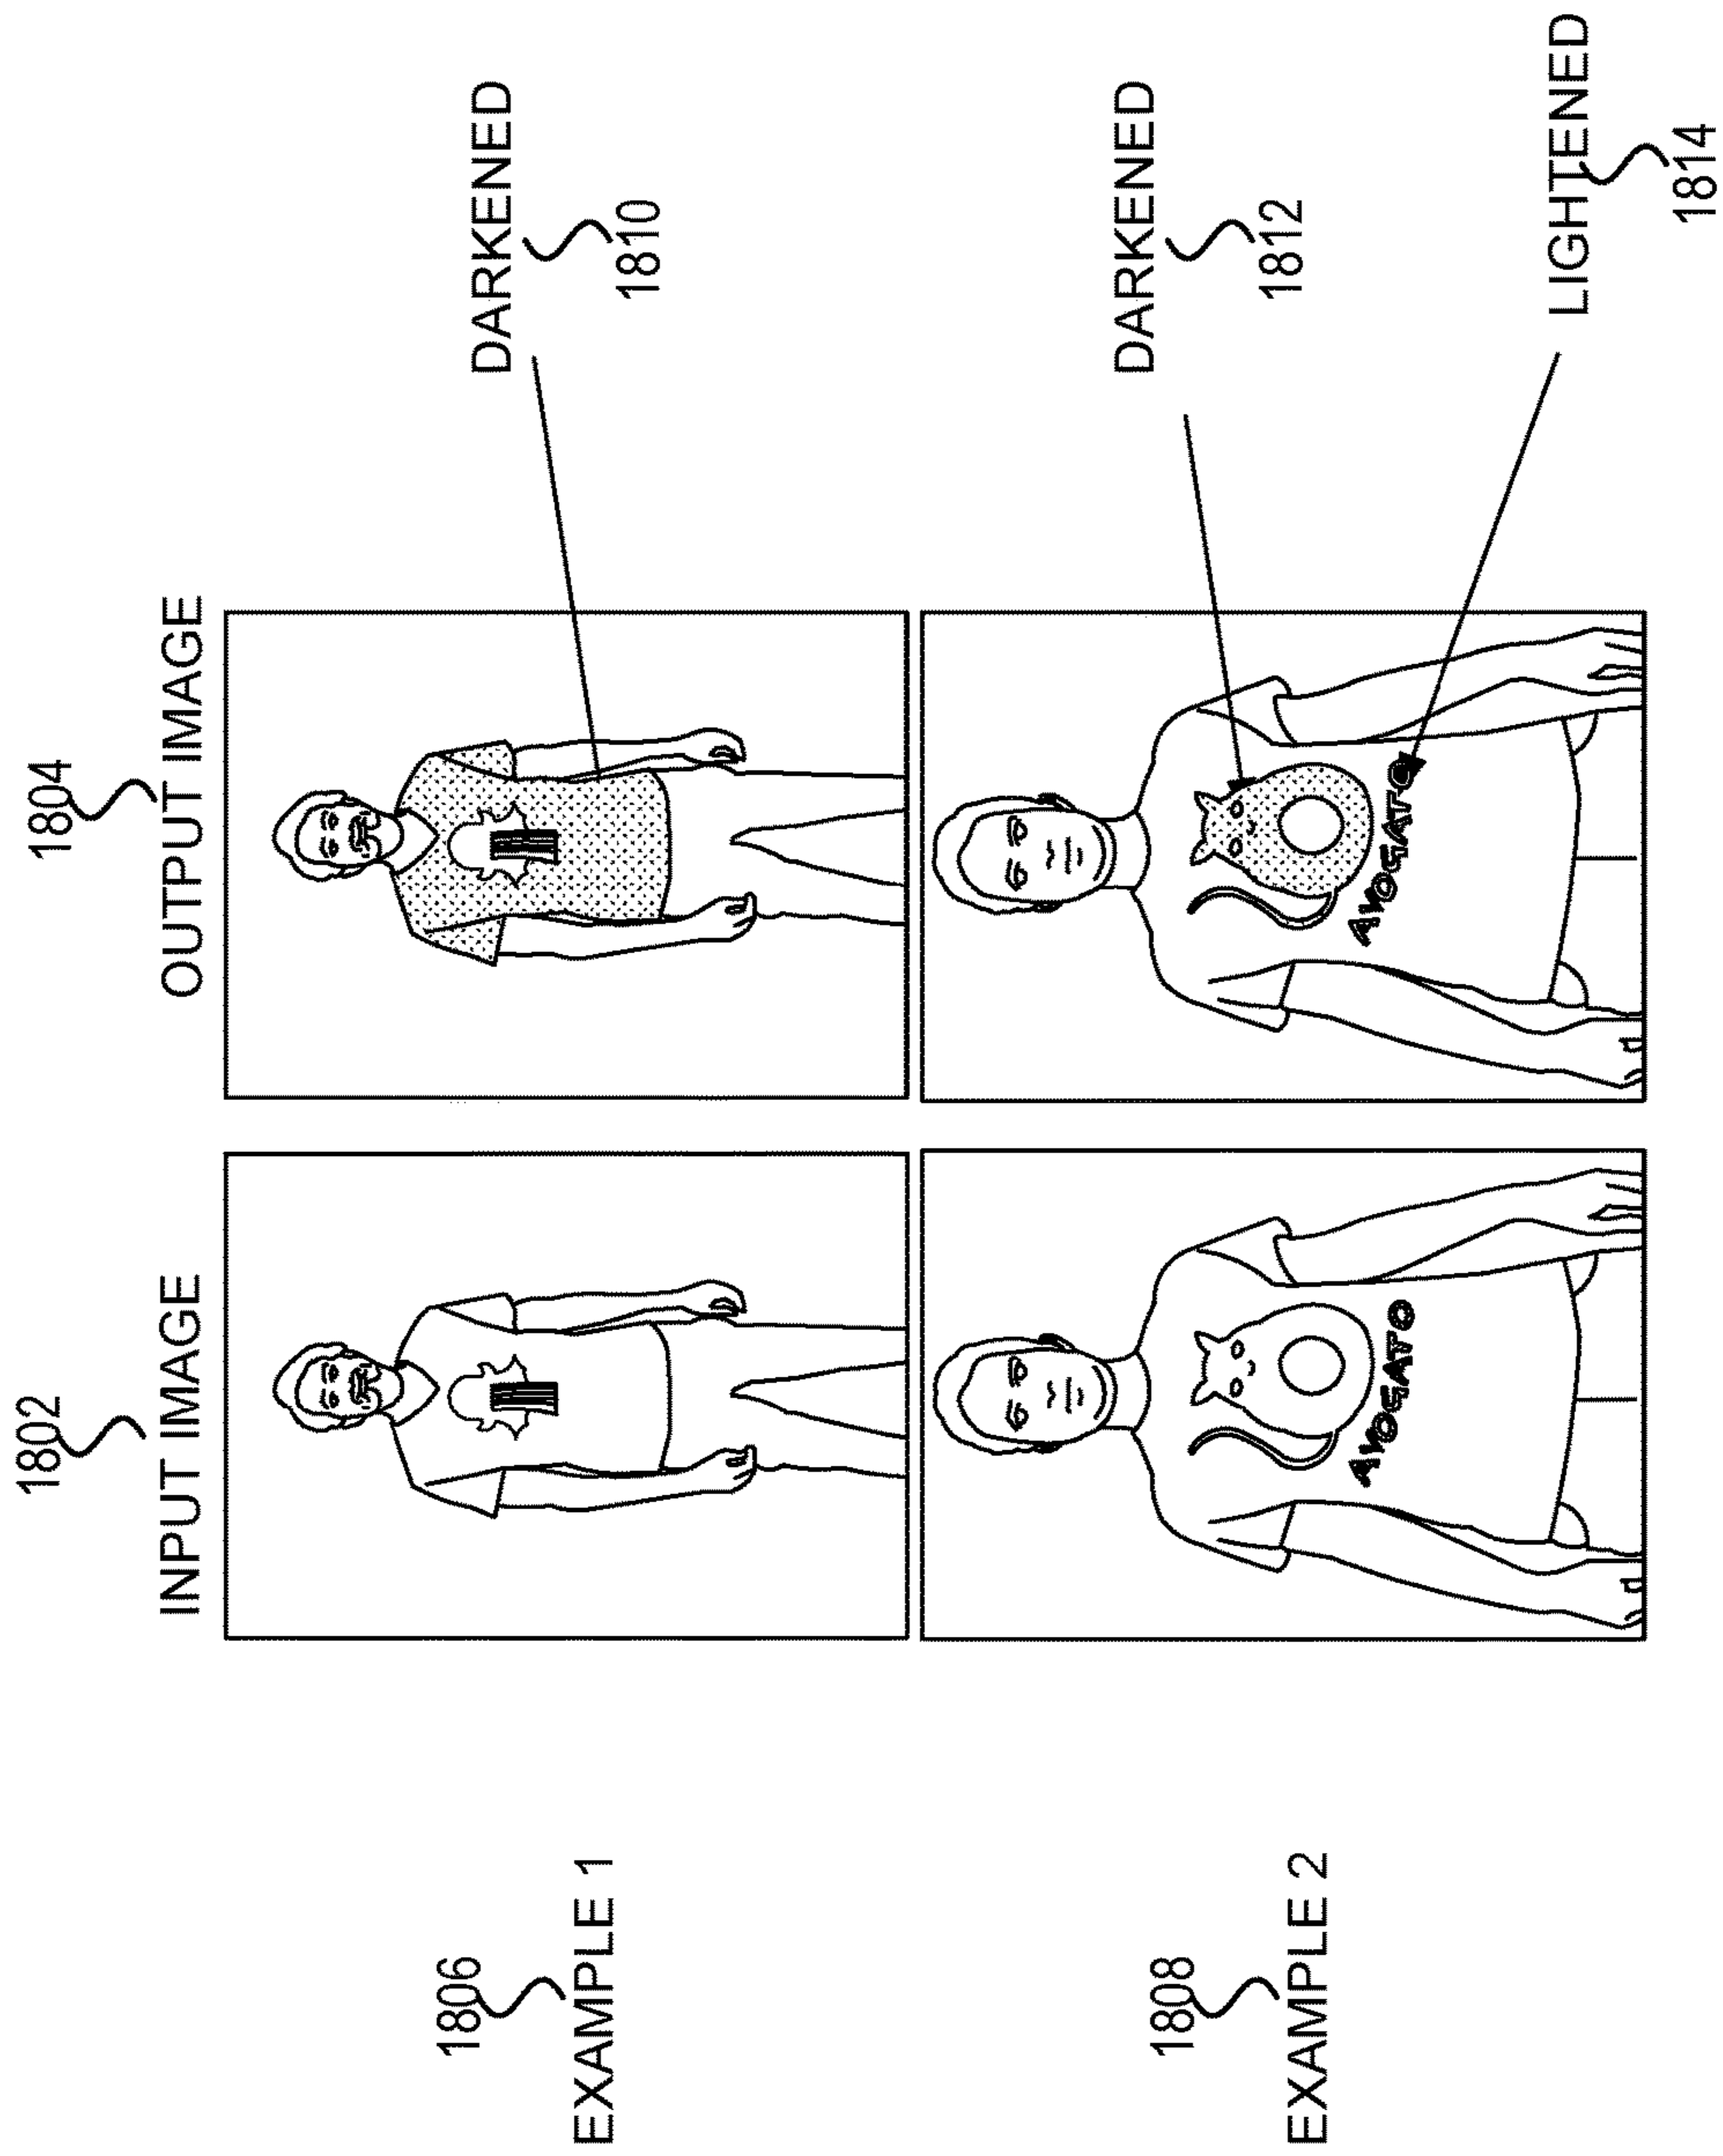 1802
1804
INPUT IMAGE
OUTPUT IMAGE
1806
EXAMPLE 1
DARKENED
1810
1808
EXAMPLE 2
AVOGATO
AVOGATO
DARKENED
1812
LIGHTENED
1814